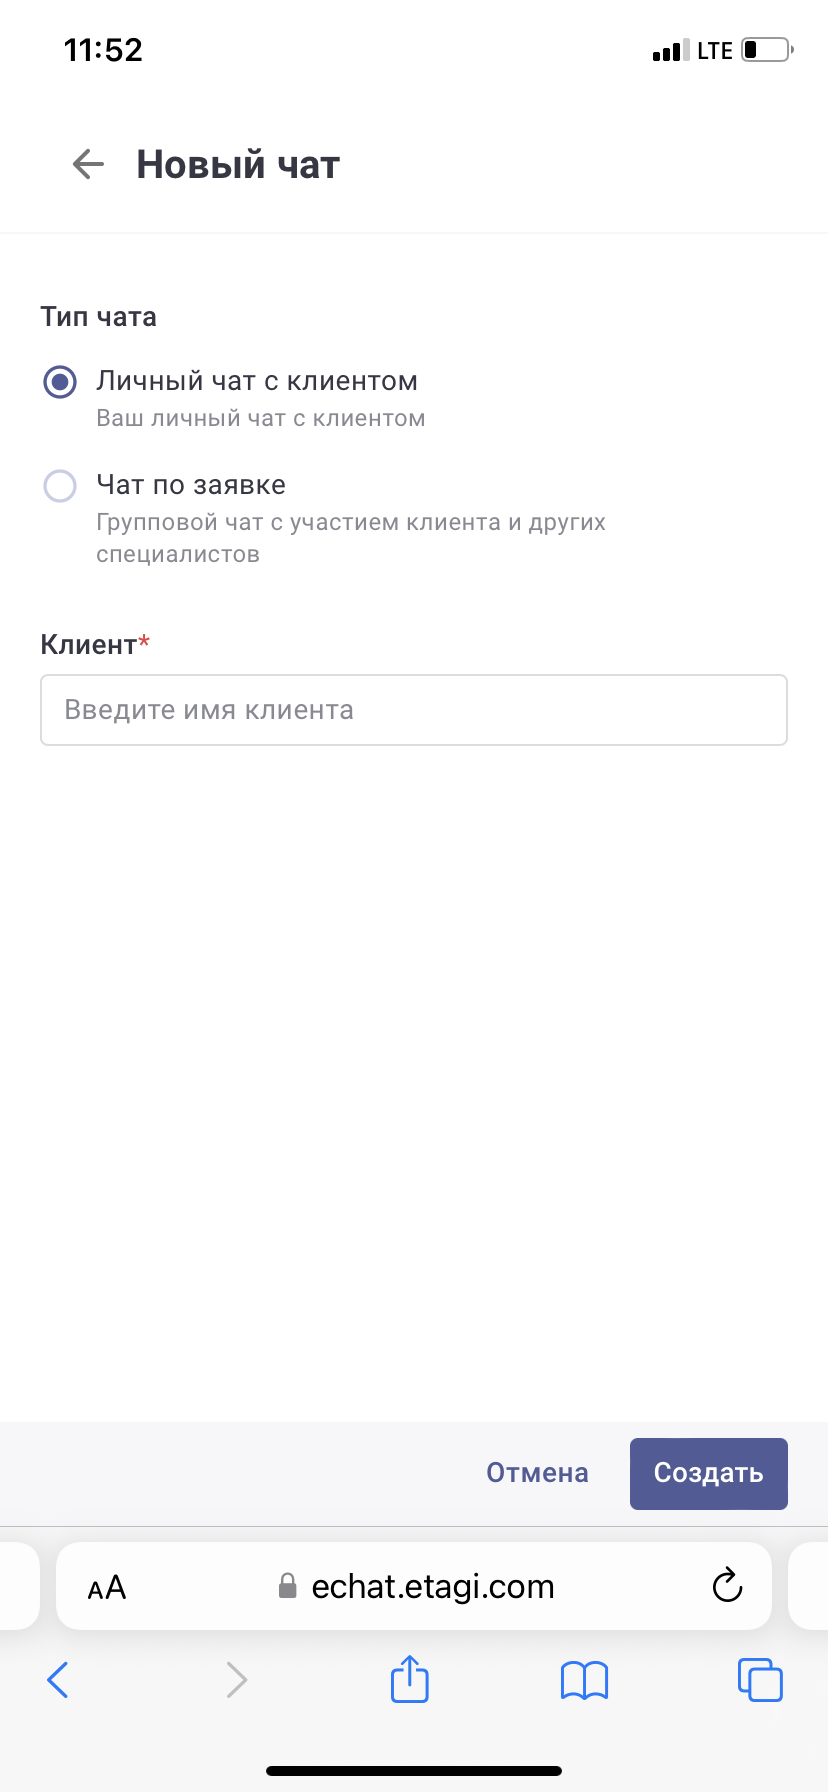 11:52
LTE
Новый чат
Тип чата
Личный чат с клиентом
Ваш личный чат с клиентом
Чат по заявке
Групповой чат с участием клиента и других
специалистов
Клиент*
Введите имя клиента
Отмена
Создать
AA
echat.etagi.com